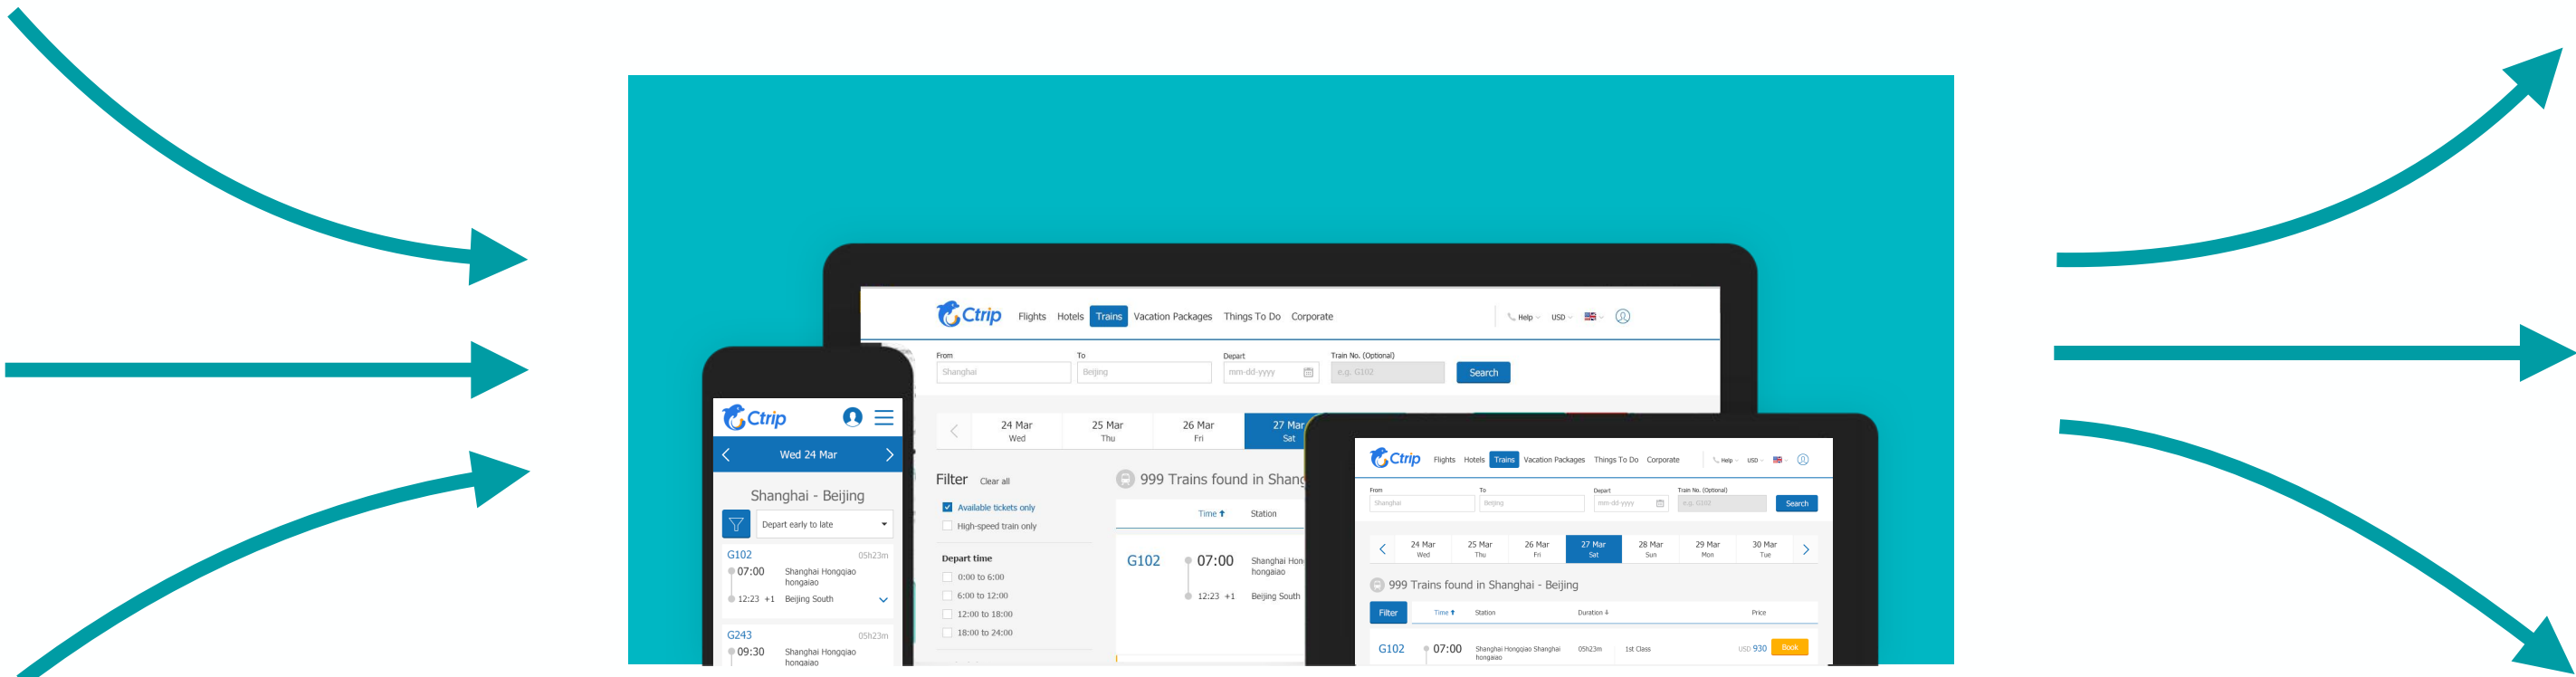 Ctrip Flights Hotels Trains Vacation Packages Things To Do Corporate Help USD
From To Depart Train No. (Optional)
Shanghai Beijing mm-dd-yyyy e.g. G102 Search
24 Mar 25 Mar 26 Mar 27 Mar
Wed Thu Fri Sat
Filter Clear all
999 Trains found in Shang
Available tickets only
High-speed train only
Time Station
Depart time
0:00 to 6:00
6:00 to 12:00
12:00 to 18:00
18:00 to 24:00
G102 07:00 Shanghai Hon
hongaiao
12:23 +1 Beijing South
Ctrip
Wed 24 Mar
Shanghai - Beijing
Depart early to late
G102 05h23m
07:00 Shanghai Hongqiao
hongaiao
12:23 +1 Beijing South
G243 05h23m
09:30 Shanghai Hongqiao
hongaiao
Ctrip Flights Hotels Trains Vacation Packages Things To Do Corporate Help USD
From To Depart Train No. (Optional)
Shanghai Beijing mm-dd-yyyy e.g. G102 Search
24 Mar 25 Mar 26 Mar 27 Mar 28 Mar 29 Mar 30 Mar
Wed Thu Fri Sat Sun Mon Tue
999 Trains found in Shanghai - Beijing
Filter Time Station Duration Price
G102 07:00 Shanghai Hongqiao Shanghai 05h23m 1st Class USD 930 Book
hongaiao